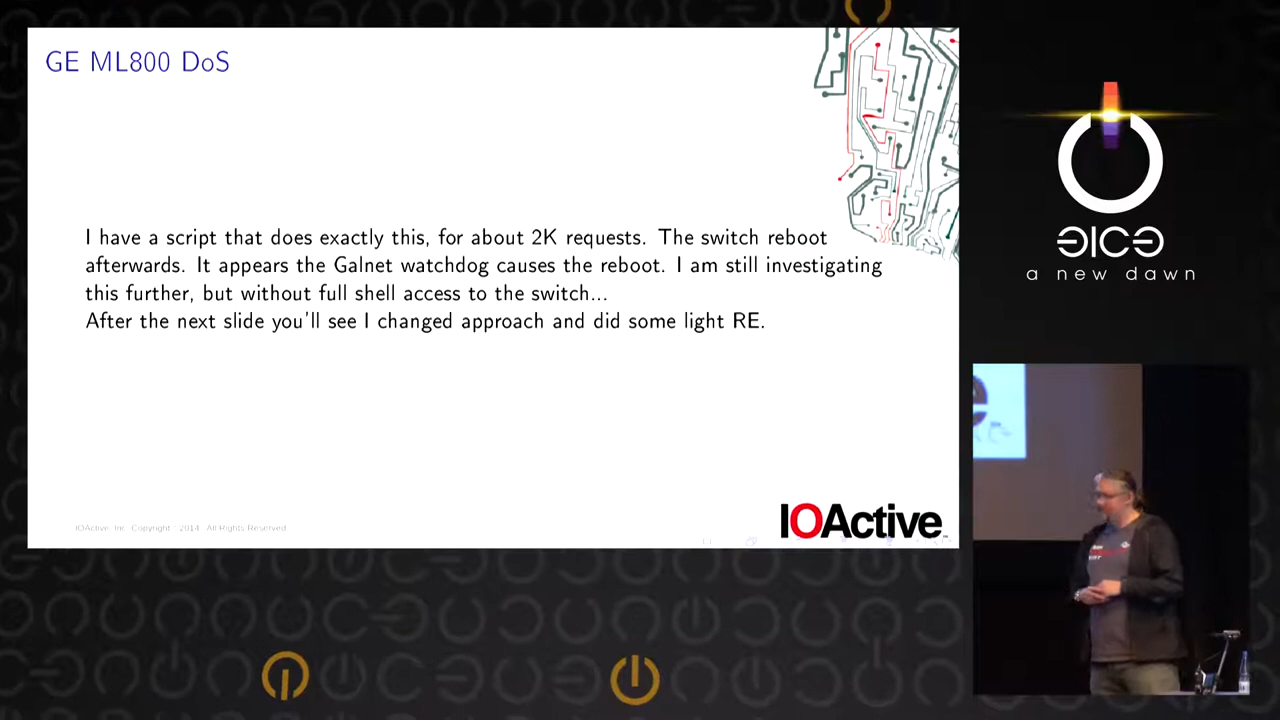 GE ML800 DoS
I have a script that does exactly this, for about 2K requests. The switch reboot
afterwards. It appears the Galnet watchdog causes the reboot. I am still investigating
this further, but without full shell access to the switch...
After the next slide you'll see I changed approach and did some light RE.
IOActive, Inc. Copyright 2014. All Rights Reserved.
IOActive
a new dawn